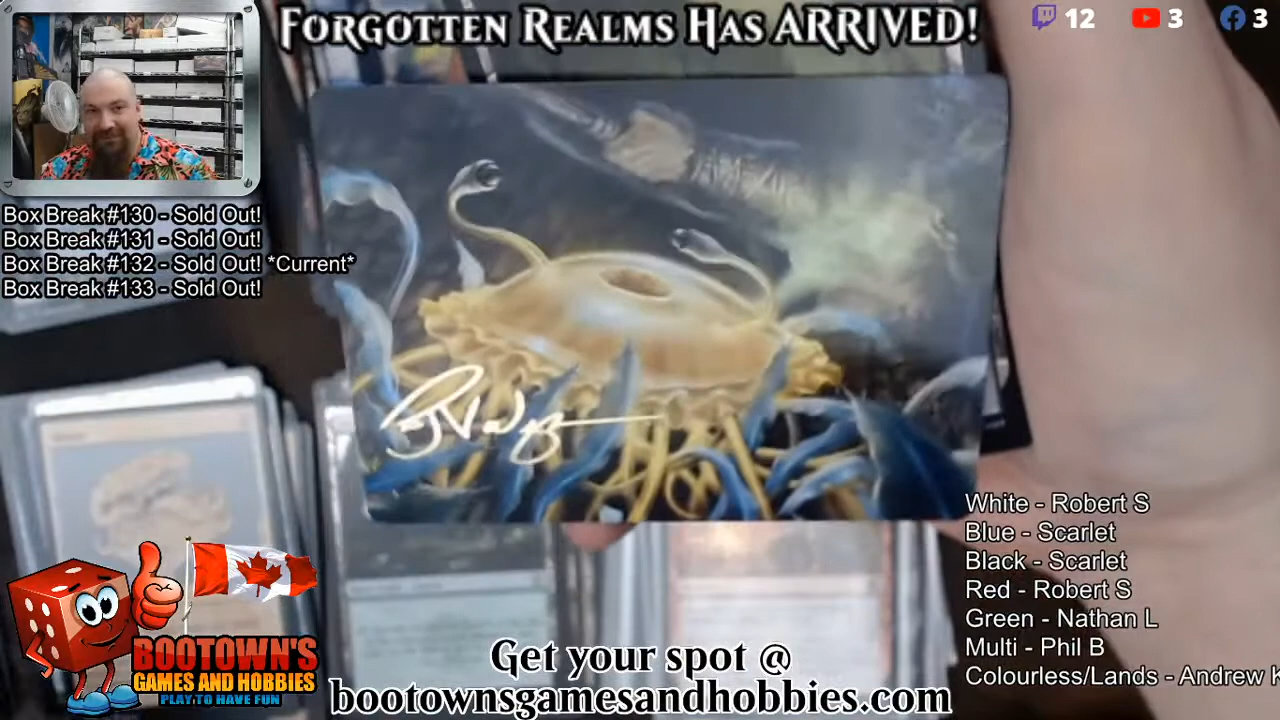 FORGOTTEN REALMS HAS ARRIVED!
12
3
3
Box Break #130 - Sold Out!
Box Break #131 - Sold Out!
Box Break #132 - Sold Out! *Current*
Box Break #133 - Sold Out!
White - Robert S
Blue - Scarlet
Black - Scarlet
Red - Robert S
Green - Nathan L
Multi - Phil B
Colourless/Lands - Andrew K
BOOTOWN'S
GAMES AND HOBBIES
PLAY TO HAVE FUN
Get your spot @
bootownsgamesandhobbies.com